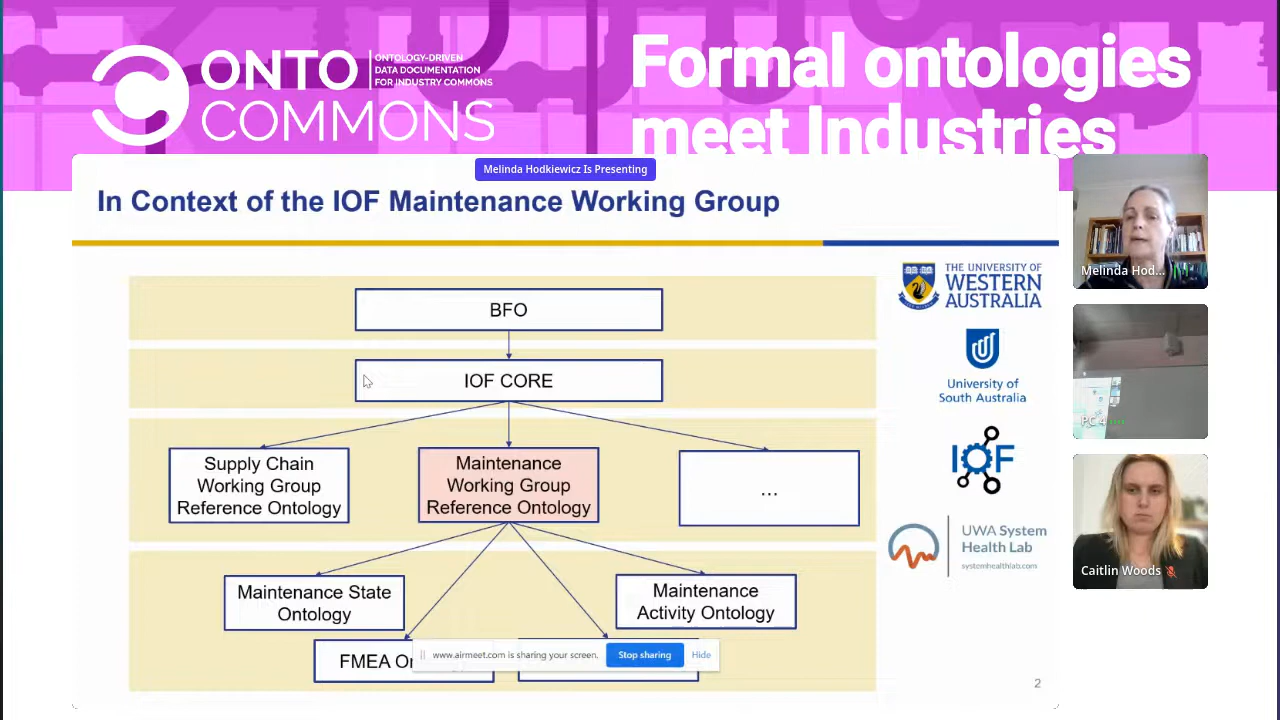 ONTO
COMMONS
ONTOLOGY-DRIVEN
DATA DOCUMENTATION
FOR INDUSTRY COMMONS
Formal ontologies
meet Industries
Melinda Hodkiewicz Is Presenting
In Context of the IOF Maintenance Working Group
BFO
IOF CORE
Supply Chain
Working Group
Reference Ontology
Maintenance
Working Group
Reference Ontology
...
Maintenance State
Ontology
Maintenance
Activity Ontology
FMEA
www.airmeet.com is sharing your screen.
Stop sharing
Hide
2
THE UNIVERSITY OF
WESTERN
AUSTRALIA
University of
South Australia
IOF
UWA System
Health Lab
systemhealthlab.com
Melinda Hod...
PC 4
Caitlin Woods